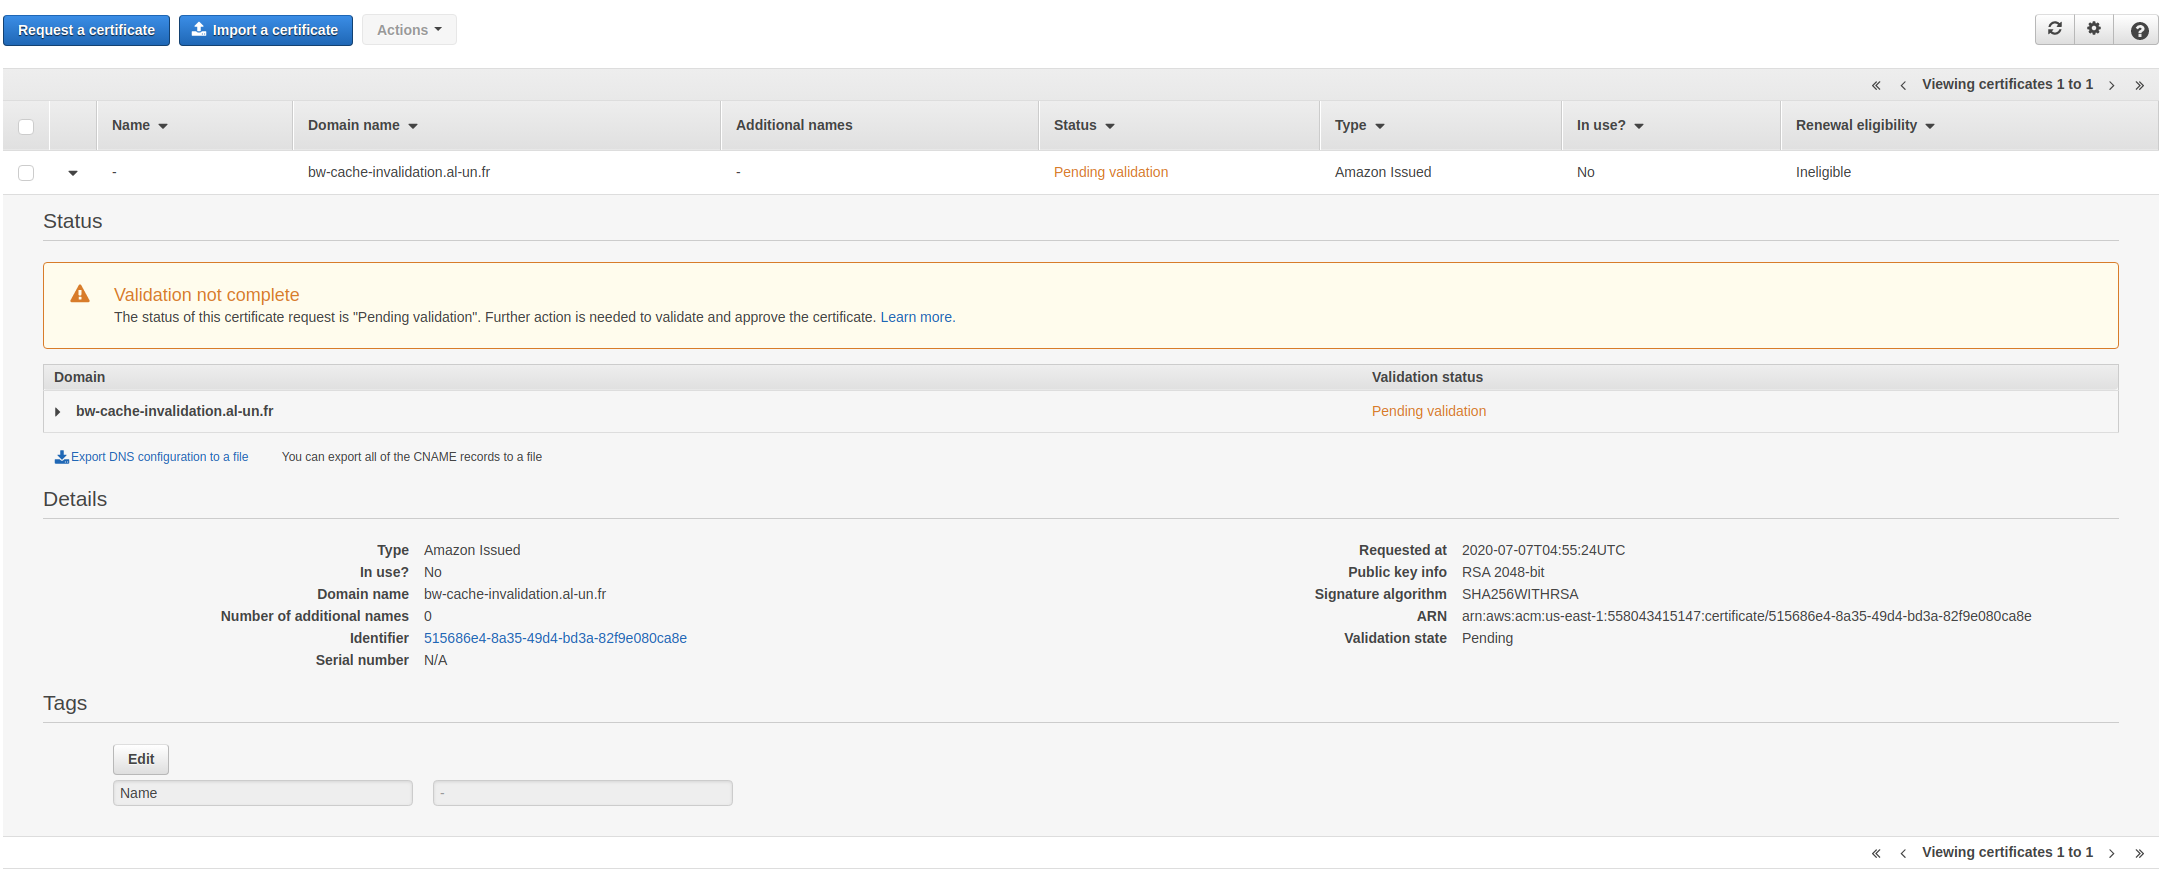 Request a certificate Import a certificate Actions
« ‹ Viewing certificates 1 to 1 › »
Name Domain name Additional names Status Type In use? Renewal eligibility
- bw-cache-invalidation.al-un.fr - Pending validation Amazon Issued No Ineligible
Status
Validation not complete
The status of this certificate request is "Pending validation". Further action is needed to validate and approve the certificate. Learn more.
Domain Validation status
bw-cache-invalidation.al-un.fr Pending validation
Export DNS configuration to a file You can export all of the CNAME records to a file
Details
Type Amazon Issued
In use? No
Domain name bw-cache-invalidation.al-un.fr
Number of additional names 0
Identifier 515686e4-8a35-49d4-bd3a-82f9e080ca8e
Serial number N/A
Requested at 2020-07-07T04:55:24UTC
Public key info RSA 2048-bit
Signature algorithm SHA256WITHRSA
ARN arn:aws:acm:us-east-1:558043415147:certificate/515686e4-8a35-49d4-bd3a-82f9e080ca8e
Validation state Pending
Tags
Edit
Name -
« ‹ Viewing certificates 1 to 1 › »